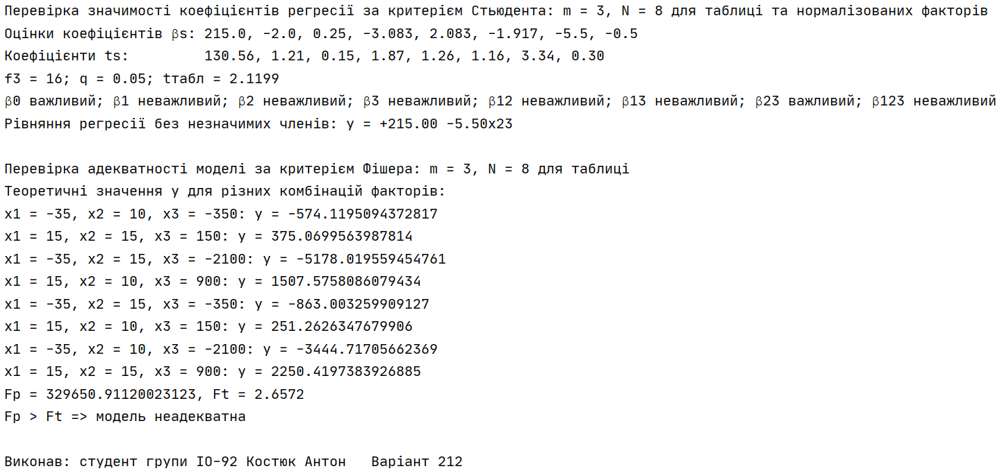 Перевірка значимості коефіцієнтів регресії за критерієм Стьюдента: m = 3, N = 8 для таблиці та нормалізованих факторів
Оцінки коефіцієнтів βs: 215.0, -2.0, 0.25, -3.083, 2.083, -1.917, -5.5, -0.5
Коефіцієнти ts:         130.56, 1.21, 0.15, 1.87, 1.26, 1.16, 3.34, 0.30
f3 = 16; q = 0.05; tтабл = 2.1199
β0 важливий; β1 неважливий; β2 неважливий; β3 неважливий; β12 неважливий; β13 неважливий; β23 важливий; β123 неважливий
Рівняння регресії без незначимих членів: y = +215.00 -5.50x23
Перевірка адекватності моделі за критерієм Фішера: m = 3, N = 8 для таблиці
Теоретичні значення y для різних комбінацій факторів:
x1 = -35, x2 = 10, x3 = -350: y = -574.1195094372817
x1 = 15, x2 = 15, x3 = 150: y = 375.0699563987814
x1 = -35, x2 = 15, x3 = -2100: y = -5178.019559454761
x1 = 15, x2 = 10, x3 = 900: y = 1507.5758086079434
x1 = -35, x2 = 15, x3 = -350: y = -863.003259909127
x1 = 15, x2 = 10, x3 = 150: y = 251.2626347679906
x1 = -35, x2 = 10, x3 = -2100: y = -3444.71705662369
x1 = 15, x2 = 15, x3 = 900: y = 2250.4197383926885
Fp = 329650.91120023123, Ft = 2.6572
Fp > Ft => модель неадекватна
Виконав: студент групи ІО-92 Костюк Антон   Варіант 212